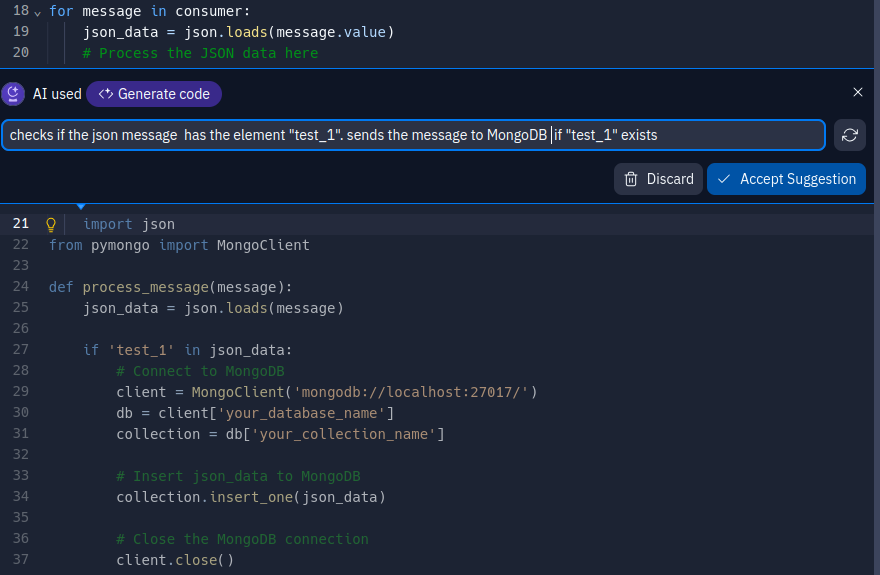 18 for message in consumer:
19     json_data = json.loads(message.value)
20     # Process the JSON data here
AI used <> Generate code
checks if the json message  has the element "test_1". sends the message to MongoDB if "test_1" exists
Discard Accept Suggestion
21     import json
22 from pymongo import MongoClient
23
24 def process_message(message):
25     json_data = json.loads(message)
26
27     if 'test_1' in json_data:
28         # Connect to MongoDB
29         client = MongoClient('mongodb://localhost:27017/')
30         db = client['your_database_name']
31         collection = db['your_collection_name']
32
33         # Insert json_data to MongoDB
34         collection.insert_one(json_data)
35
36         # Close the MongoDB connection
37         client.close()